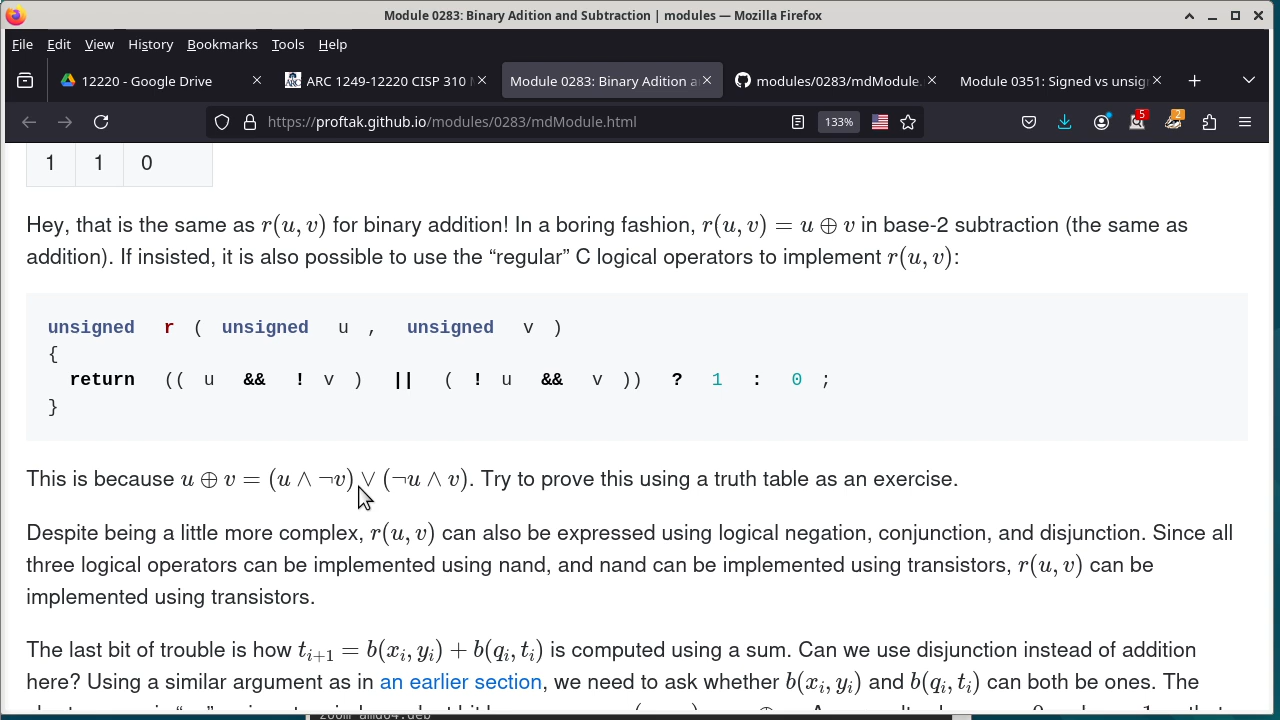 Module 0283: Binary Adition and Subtraction | modules — Mozilla Firefox
File Edit View History Bookmarks Tools Help
12220 - Google Drive ARC 1249-12220 CISP 310 Module 0283: Binary Adition a modules/0283/mdModule. Module 0351: Signed vs unsig
https://proftak.github.io/modules/0283/mdModule.html 133% 5 2
1 1 0
Hey, that is the same as r(u, v) for binary addition! In a boring fashion, r(u, v) = u ⊕ v in base-2 subtraction (the same as
addition). If insisted, it is also possible to use the “regular” C logical operators to implement r(u, v):
unsigned r ( unsigned u , unsigned v )
{
return (( u && ! v ) || ( ! u && v )) ? 1 : 0 ;
}
This is because u ⊕ v = (u ∧ ¬v) ∨ (¬u ∧ v). Try to prove this using a truth table as an exercise.
Despite being a little more complex, r(u, v) can also be expressed using logical negation, conjunction, and disjunction. Since all
three logical operators can be implemented using nand, and nand can be implemented using transistors, r(u, v) can be
implemented using transistors.
The last bit of trouble is how tᵢ₊₁ = b(xᵢ, yᵢ) + b(qᵢ, tᵢ) is computed using a sum. Can we use disjunction instead of addition
here? Using a similar argument as in an earlier section, we need to ask whether b(xᵢ, yᵢ) and b(qᵢ, tᵢ) can both be ones. The